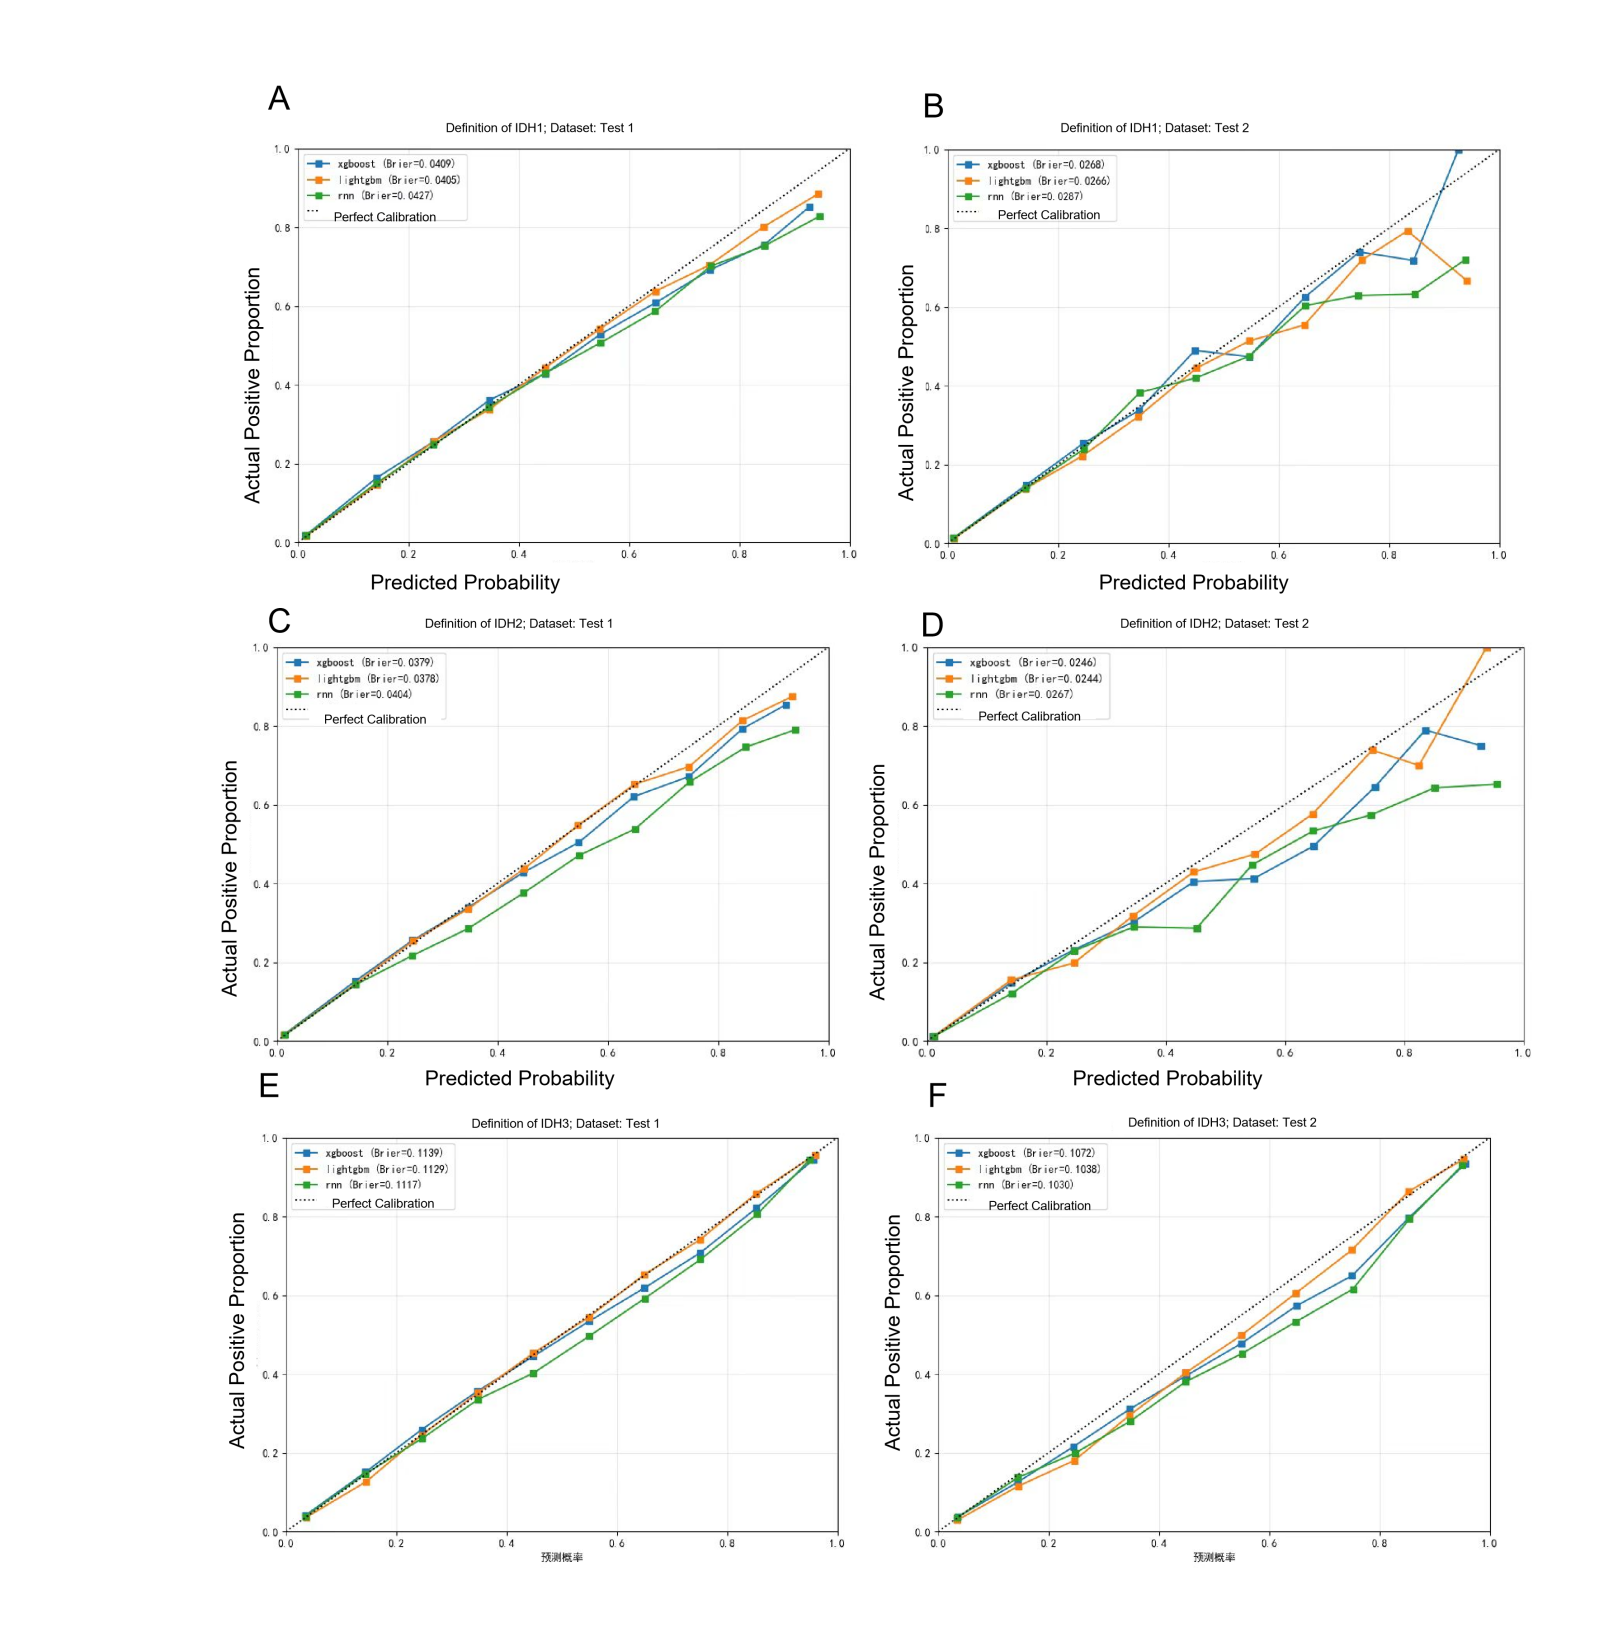 A
Definition of IDH1; Dataset: Test 1
xgboost (Brier=0.0409)
lightgbm (Brier=0.0405)
rnn (Brier=0.0427)
Perfect Calibration
1.0
0.8
0.6
0.4
0.2
0.0
Actual Positive Proportion
0.0 0.2 0.4 0.6 0.8 1.0
Predicted Probability
B
Definition of IDH1; Dataset: Test 2
xgboost (Brier=0.0268)
lightgbm (Brier=0.0266)
rnn (Brier=0.0287)
Perfect Calibration
1.0
0.8
0.6
0.4
0.2
0.0
Actual Positive Proportion
0.0 0.2 0.4 0.6 0.8 1.0
Predicted Probability
C
Definition of IDH2; Dataset: Test 1
xgboost (Brier=0.0379)
lightgbm (Brier=0.0378)
rnn (Brier=0.0404)
Perfect Calibration
1.0
0.8
0.6
0.4
0.2
0.0
Actual Positive Proportion
0.0 0.2 0.4 0.6 0.8 1.0
Predicted Probability
D
Definition of IDH2; Dataset: Test 2
xgboost (Brier=0.0246)
lightgbm (Brier=0.0244)
rnn (Brier=0.0267)
Perfect Calibration
1.0
0.8
0.6
0.4
0.2
0.0
Actual Positive Proportion
0.0 0.2 0.4 0.6 0.8 1.0
Predicted Probability
E
Definition of IDH3; Dataset: Test 1
xgboost (Brier=0.1139)
lightgbm (Brier=0.1129)
rnn (Brier=0.1117)
Perfect Calibration
1.0
0.8
0.6
0.4
0.2
0.0
Actual Positive Proportion
0.0 0.2 0.4 0.6 0.8 1.0
预测概率
F
Definition of IDH3; Dataset: Test 2
xgboost (Brier=0.1072)
lightgbm (Brier=0.1038)
rnn (Brier=0.1030)
Perfect Calibration
1.0
0.8
0.6
0.4
0.2
0.0
Actual Positive Proportion
0.0 0.2 0.4 0.6 0.8 1.0
预测概率